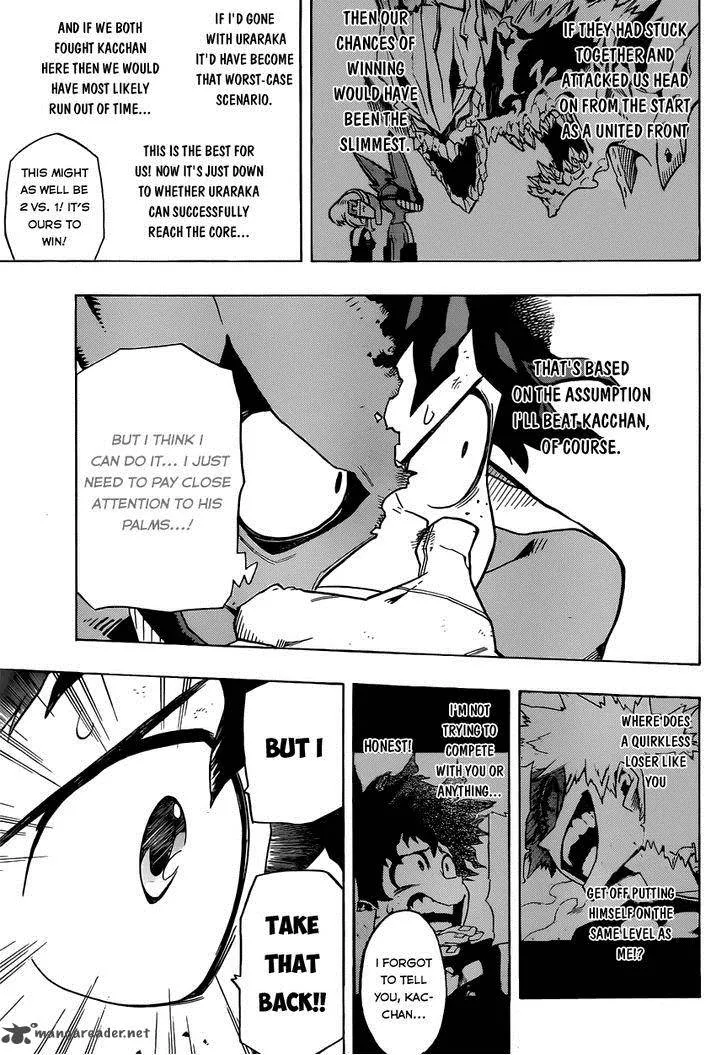 IF THEY HAD STUCK
TOGETHER AND
ATTACKED US HEAD
ON FROM THE START
AS A UNITED FRONT
THEN OUR
CHANCES OF
WINNING
WOULD HAVE
BEEN THE
SLIMMEST...
IF I'D GONE
WITH URARAKA
IT'D HAVE BECOME
THAT WORST-CASE
SCENARIO.
AND IF WE BOTH
FOUGHT KACCHAN
HERE THEN WE WOULD
HAVE MOST LIKELY
RUN OUT OF TIME...
THIS IS THE BEST FOR
US! NOW IT'S JUST DOWN
TO WHETHER URARAKA
CAN SUCCESSFULLY
REACH THE CORE...
THIS MIGHT
AS WELL BE
2 VS. 1! IT'S
OURS TO
WIN!
THAT'S BASED
ON THE ASSUMPTION
I'LL BEAT KACCHAN,
OF COURSE.
BUT I THINK I
CAN DO IT... I JUST
NEED TO PAY CLOSE
ATTENTION TO HIS
PALMS...!
WHERE DOES
A QUIRKLESS
LOSER LIKE
YOU
GET OFF PUTTING
HIMSELF ON THE
SAME LEVEL AS
ME!?
I'M NOT
TRYING TO
COMPETE
WITH YOU OR
ANYTHING...
HONEST!
I FORGOT
TO TELL
YOU, KAC-
CHAN...
BUT I
TAKE
THAT
BACK!!
mangareader.net